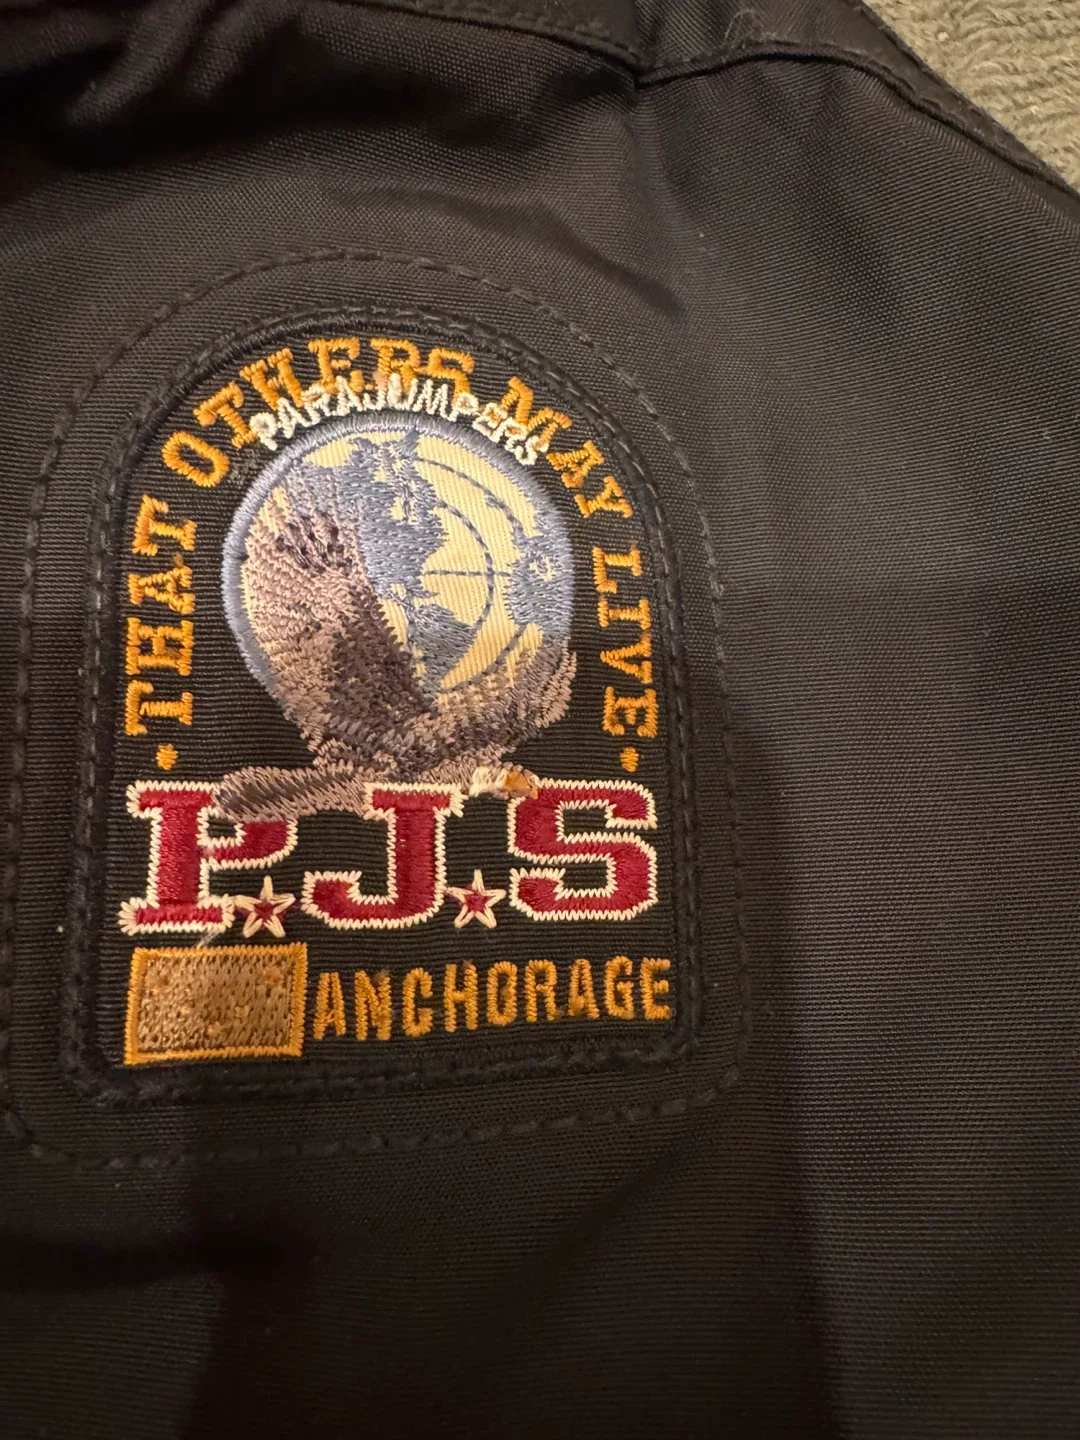 • THAT OTHERS MAY LIVE •
PARAJUMPERS
P.J.S
ANCHORAGE